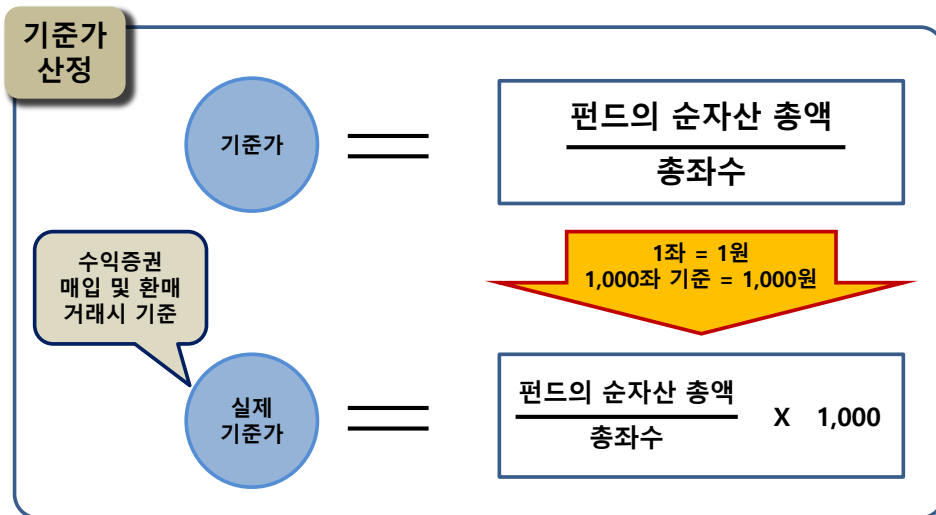 기준가
산정
기준가
펀드의 순자산 총액
총좌수
1좌 = 1원
1,000좌 기준 = 1,000원
수익증권
매입 및 환매
거래시 기준
실제
기준가
펀드의 순자산 총액
총좌수
X 1,000